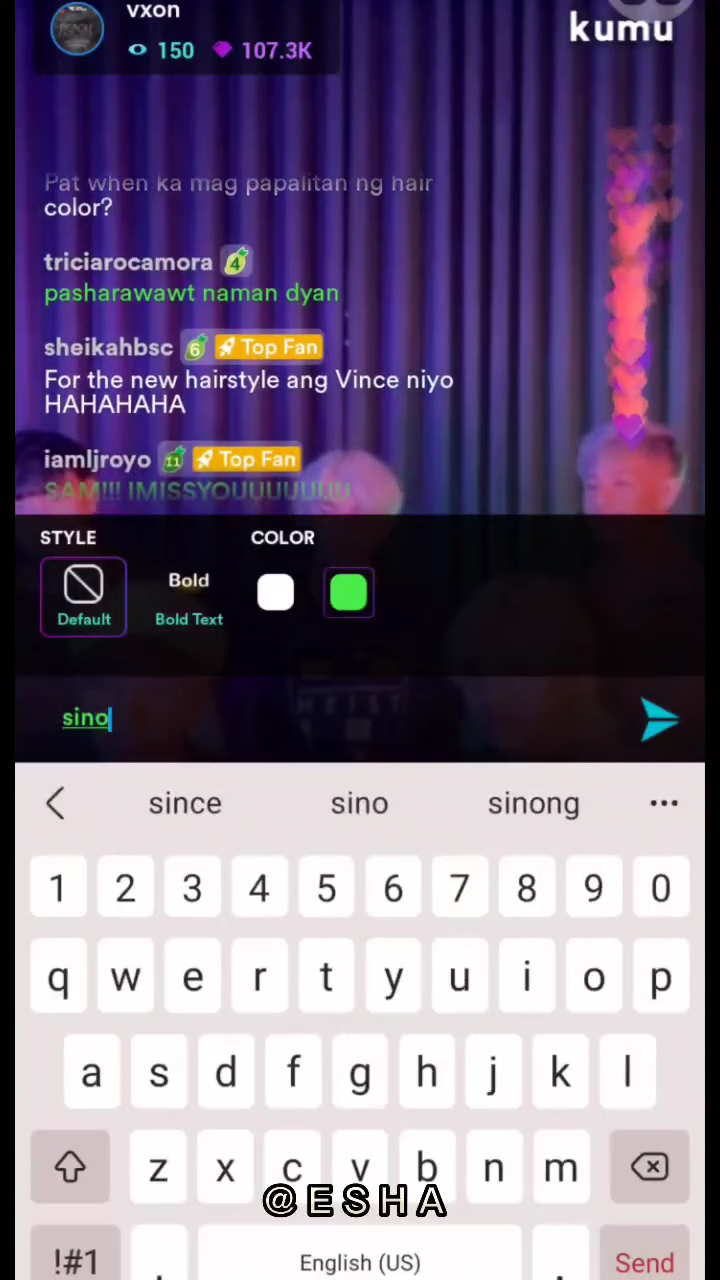 vxon
150 107.3K
kumu
Pat when ka mag papalitan ng hair
color?
triciarocamora 4
pasharawawt naman dyan
sheikahbsc 6 Top Fan
For the new hairstyle ang Vince niyo
HAHAHAHA
iamljroyo 11 Top Fan
SAM!!! IMISSYOUUUUUUU
STYLE COLOR
Bold
Default Bold Text
sino
since sino sinong ...
1 2 3 4 5 6 7 8 9 0
q w e r t y u i o p
a s d f g h j k l
z x c v b n m
@ESHA
!#1 , English (US) . Send